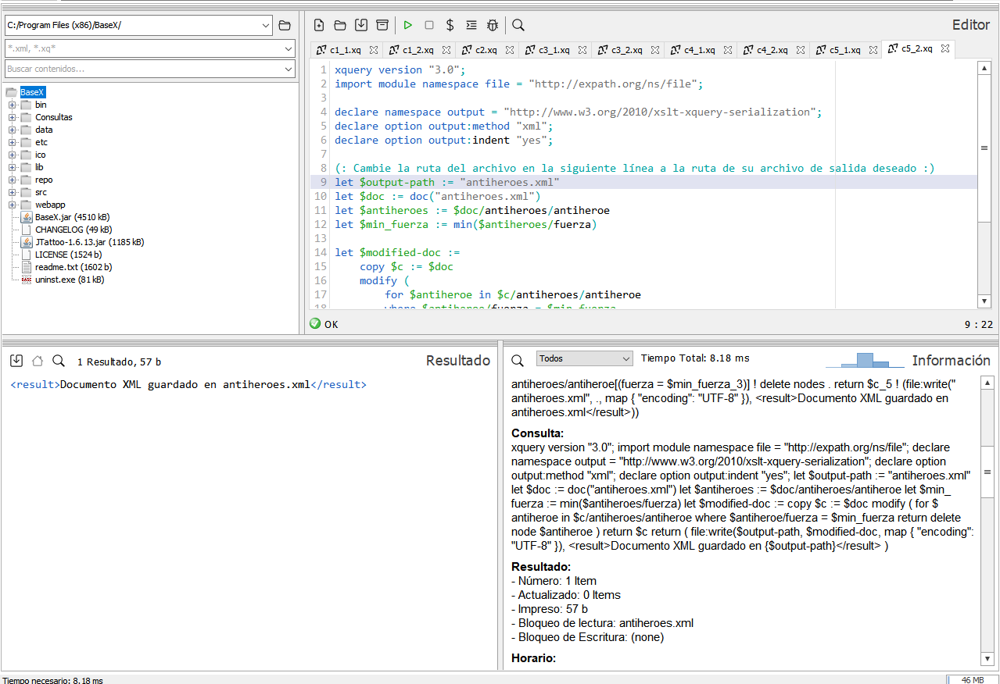 C:/Program Files (x86)/BaseX/
*.xml, *.xq*
Buscar contenidos...
BaseX
bin
Consultas
data
etc
ico
lib
repo
src
webapp
BaseX.jar (4510 kB)
CHANGELOG (49 kB)
JTattoo-1.6.13.jar (1185 kB)
LICENSE (1524 b)
readme.txt (1602 b)
uninst.exe (81 kB)
Editor
c1_1.xq
c1_2.xq
c2.xq
c3_1.xq
c3_2.xq
c4_1.xq
c4_2.xq
c5_1.xq
c5_2.xq
1 xquery version "3.0";
2 import module namespace file = "http://expath.org/ns/file";
3
4 declare namespace output = "http://www.w3.org/2010/xslt-xquery-serialization";
5 declare option output:method "xml";
6 declare option output:indent "yes";
7
8 (: Cambie la ruta del archivo en la siguiente línea a la ruta de su archivo de salida deseado :)
9 let $output-path := "antiheroes.xml"
10 let $doc := doc("antiheroes.xml")
11 let $antiheroes := $doc/antiheroes/antiheroe
12 let $min_fuerza := min($antiheroes/fuerza)
13
14 let $modified-doc :=
15 copy $c := $doc
16 modify (
17 for $antiheroe in $c/antiheroes/antiheroe
18 where $antiheroe/fuerza = $min_fuerza
OK
9 : 22
1 Resultado, 57 b
Resultado
<result>Documento XML guardado en antiheroes.xml</result>
Todos
Tiempo Total: 8.18 ms
Información
antiheroes/antiheroe[(fuerza = $min_fuerza_3)] ! delete nodes . return $c_5 ! (file:write("
antiheroes.xml", ., map { "encoding": "UTF-8" }), <result>Documento XML guardado en
antiheroes.xml</result>))
Consulta:
xquery version "3.0"; import module namespace file = "http://expath.org/ns/file"; declare
namespace output = "http://www.w3.org/2010/xslt-xquery-serialization"; declare option
output:method "xml"; declare option output:indent "yes"; let $output-path := "antiheroes.xml"
let $doc := doc("antiheroes.xml") let $antiheroes := $doc/antiheroes/antiheroe let $min_
fuerza := min($antiheroes/fuerza) let $modified-doc := copy $c := $doc modify ( for $
antiheroe in $c/antiheroes/antiheroe where $antiheroe/fuerza = $min_fuerza return delete
node $antiheroe ) return $c return ( file:write($output-path, $modified-doc, map { "encoding":
"UTF-8" }), <result>Documento XML guardado en {$output-path}</result> )
Resultado:
- Número: 1 Item
- Actualizado: 0 Items
- Impreso: 57 b
- Bloqueo de lectura: antiheroes.xml
- Bloqueo de Escritura: (none)
Horario:
Tiempo necesario: 8.18 ms
46 MB